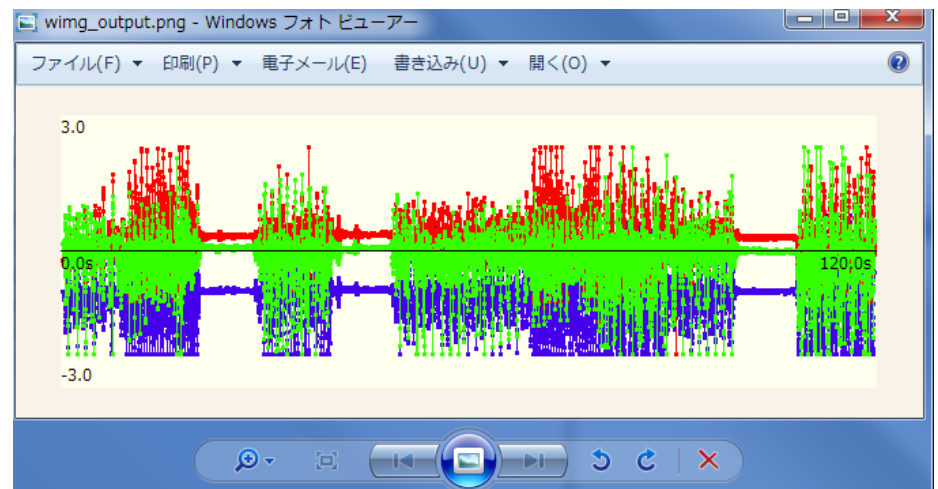 wimg_output.png - Windows フォト ビューアー
ファイル(F) 印刷(P) 電子メール(E) 書き込み(U) 開く(O)
3.0
0.0s 120.0s
-3.0